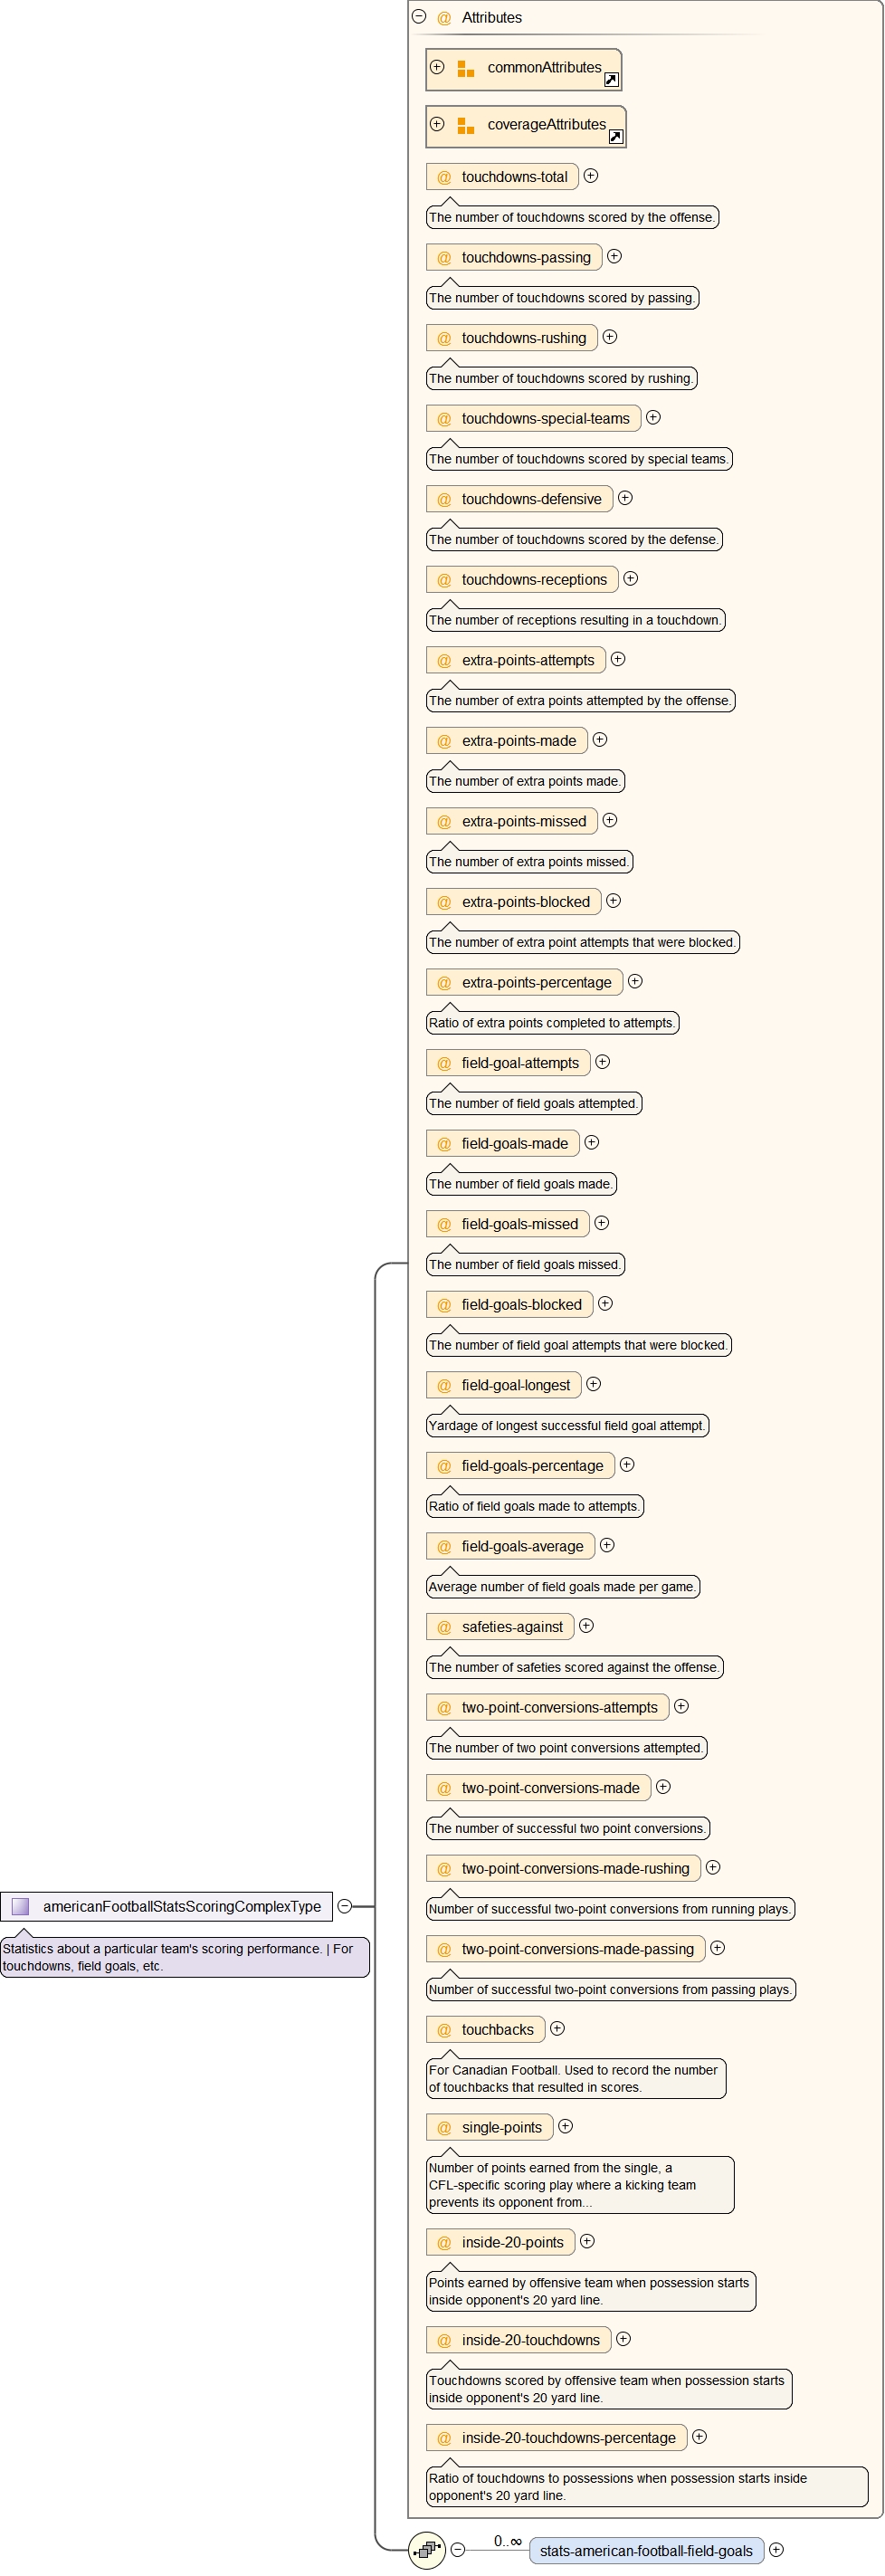 @ Attributes
commonAttributes
coverageAttributes
@ touchdowns-total
The number of touchdowns scored by the offense.
@ touchdowns-passing
The number of touchdowns scored by passing.
@ touchdowns-rushing
The number of touchdowns scored by rushing.
@ touchdowns-special-teams
The number of touchdowns scored by special teams.
@ touchdowns-defensive
The number of touchdowns scored by the defense.
@ touchdowns-receptions
The number of receptions resulting in a touchdown.
@ extra-points-attempts
The number of extra points attempted by the offense.
@ extra-points-made
The number of extra points made.
@ extra-points-missed
The number of extra points missed.
@ extra-points-blocked
The number of extra point attempts that were blocked.
@ extra-points-percentage
Ratio of extra points completed to attempts.
@ field-goal-attempts
The number of field goals attempted.
@ field-goals-made
The number of field goals made.
@ field-goals-missed
The number of field goals missed.
@ field-goals-blocked
The number of field goal attempts that were blocked.
@ field-goal-longest
Yardage of longest successful field goal attempt.
@ field-goals-percentage
Ratio of field goals made to attempts.
@ field-goals-average
Average number of field goals made per game.
@ safeties-against
The number of safeties scored against the offense.
@ two-point-conversions-attempts
The number of two point conversions attempted.
@ two-point-conversions-made
The number of successful two point conversions.
@ two-point-conversions-made-rushing
Number of successful two-point conversions from running plays.
@ two-point-conversions-made-passing
Number of successful two-point conversions from passing plays.
@ touchbacks
For Canadian Football. Used to record the number
of touchbacks that resulted in scores.
@ single-points
Number of points earned from the single, a
CFL-specific scoring play where a kicking team
prevents its opponent from...
@ inside-20-points
Points earned by offensive team when possession starts
inside opponent's 20 yard line.
@ inside-20-touchdowns
Touchdowns scored by offensive team when possession starts
inside opponent's 20 yard line.
@ inside-20-touchdowns-percentage
Ratio of touchdowns to possessions when possession starts inside
opponent's 20 yard line.
americanFootballStatsScoringComplexType
Statistics about a particular team's scoring performance. | For
touchdowns, field goals, etc.
0..∞
stats-american-football-field-goals